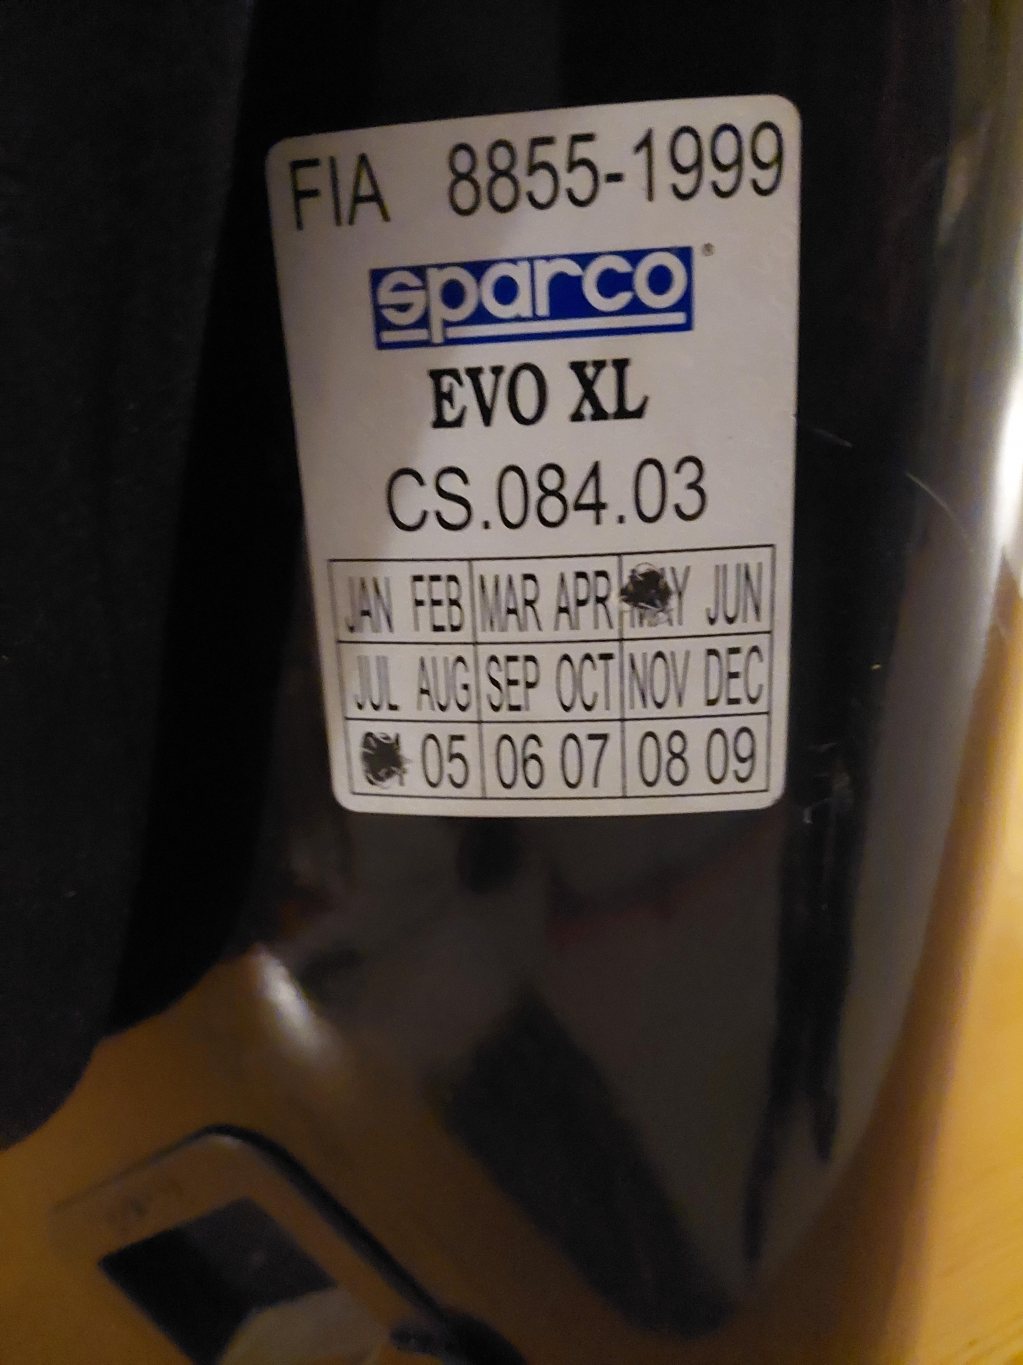 FIA 8855-1999
sparco®
EVO XL
CS.084.03
JAN FEB MAR APR MAY JUN
JUL AUG SEP OCT NOV DEC
05 06 07 08 09